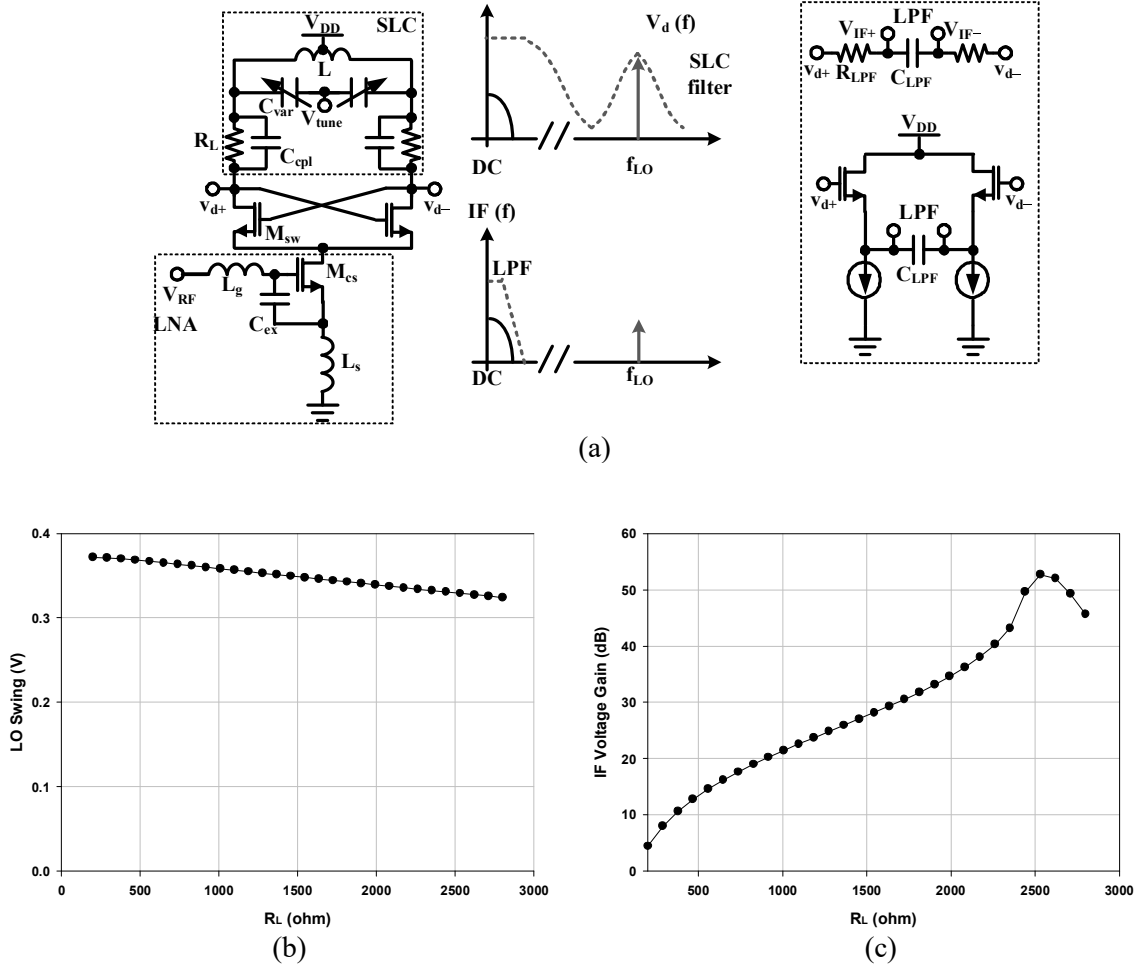 V_DD
SLC
L
C_var
V_tune
R_L
C_cpl
v_d+
v_d−
M_sw
M_cs
L_g
V_RF
LNA
C_ex
L_s
V_d (f)
SLC
filter
DC
f_LO
IF (f)
LPF
DC
f_LO
LPF
V_IF+
V_IF−
v_d+
R_LPF
C_LPF
v_d−
V_DD
v_d+
v_d−
LPF
C_LPF
(a)
LO Swing (V)
0.4
0.3
0.2
0.1
0.0
0 500 1000 1500 2000 2500 3000
R_L (ohm)
(b)
IF Voltage Gain (dB)
60
50
40
30
20
10
0
500 1000 1500 2000 2500 3000
R_L (ohm)
(c)